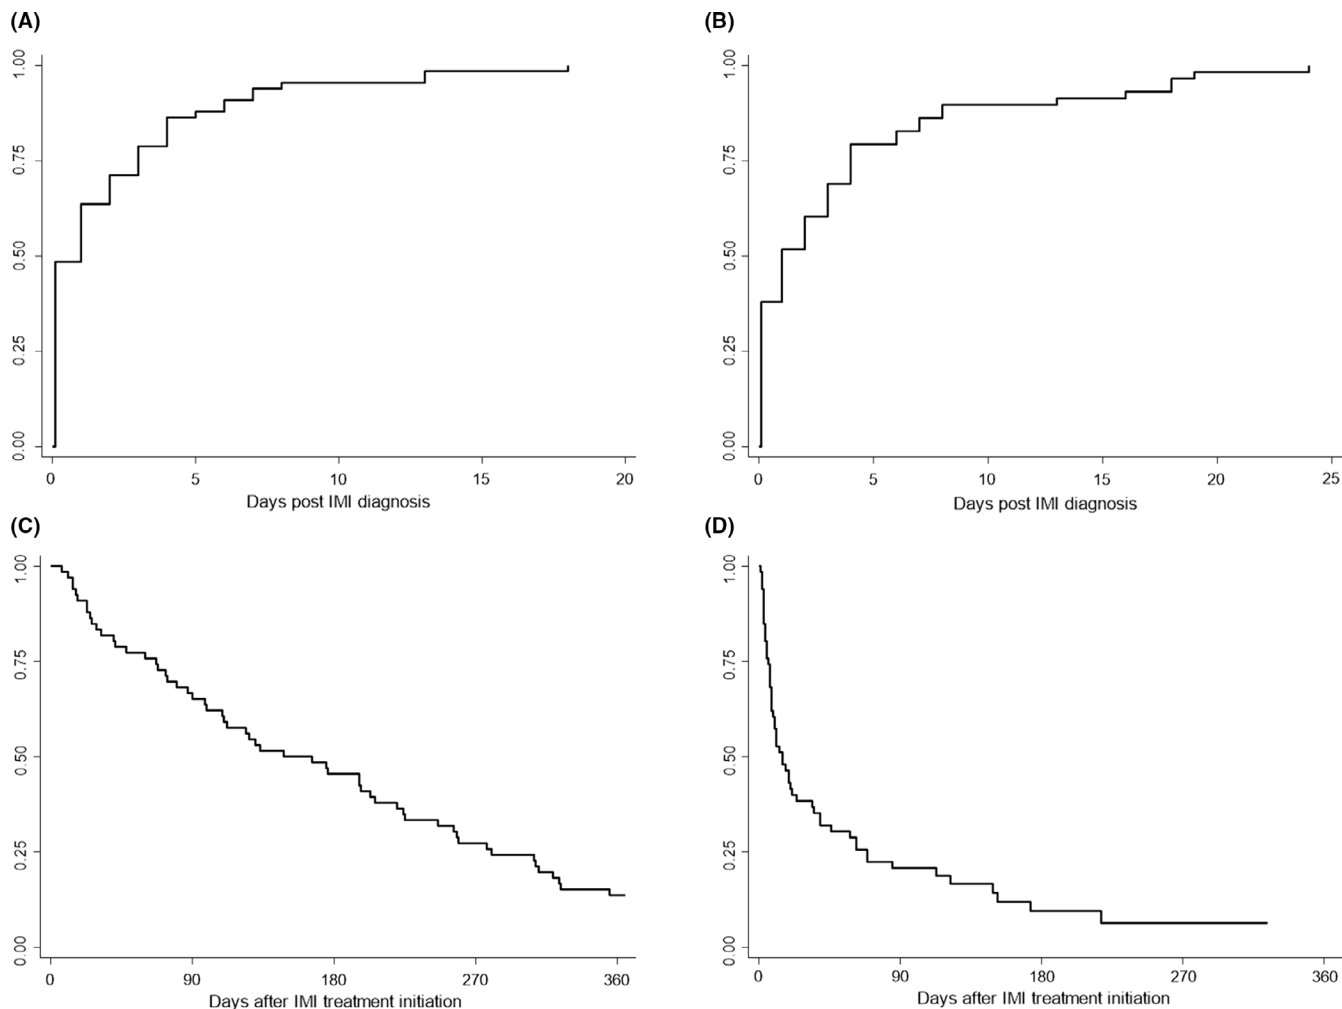 (A)
1.00
0.75
0.50
0.25
0.00
0 5 10 15 20
Days post IMI diagnosis
(B)
1.00
0.75
0.50
0.25
0.00
0 5 10 15 20 25
Days post IMI diagnosis
(C)
1.00
0.75
0.50
0.25
0.00
0 90 180 270 360
Days after IMI treatment initiation
(D)
1.00
0.75
0.50
0.25
0.00
0 90 180 270 360
Days after IMI treatment initiation